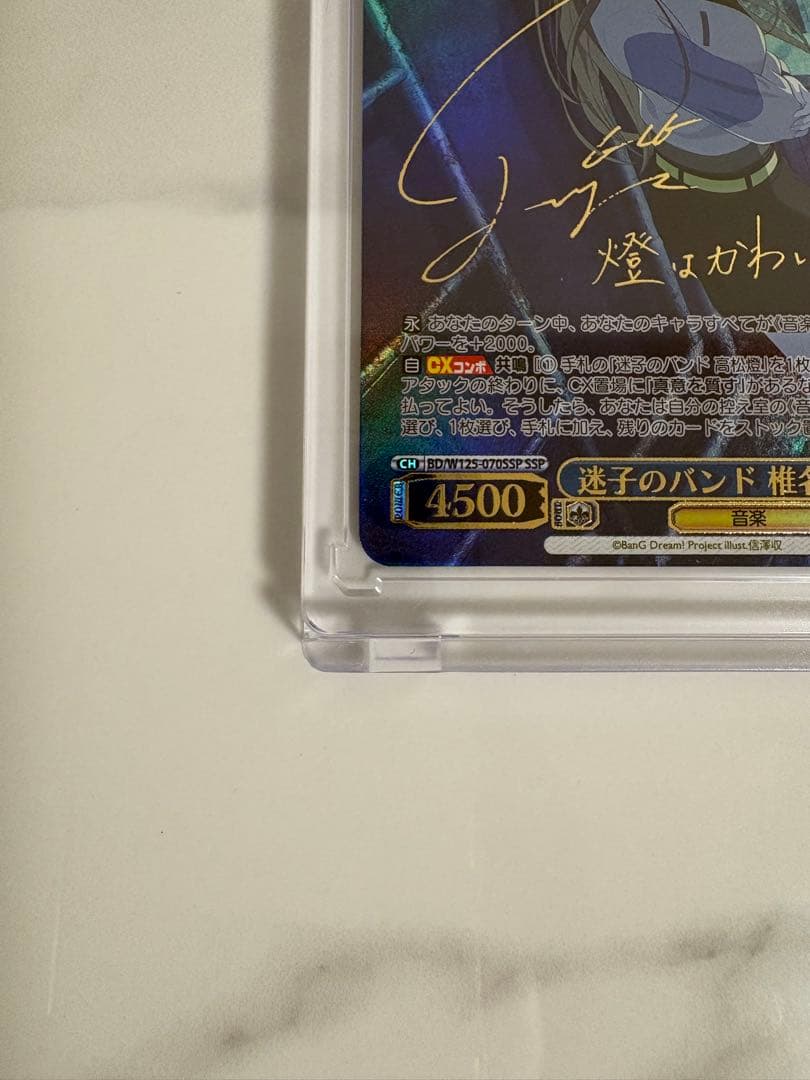 燈はかわい
永 あなたのターン中、あなたのキャラすべてが《音楽
パワーを+2000。
自 CXコンボ 共鳴 [① 手札の「迷子のバンド 高松燈」を1枚
アタックの終わりに、CX置場に「真意を質す」があるな
払ってよい。そうしたら、あなたは自分の控え室の《音
選び、1枚選び、手札に加え、残りのカードをストック置
CH BD/W125-070SSP SSP
POWER 4500 迷子のバンド 椎名
音楽
©BanG Dream! Project illust.信澤収